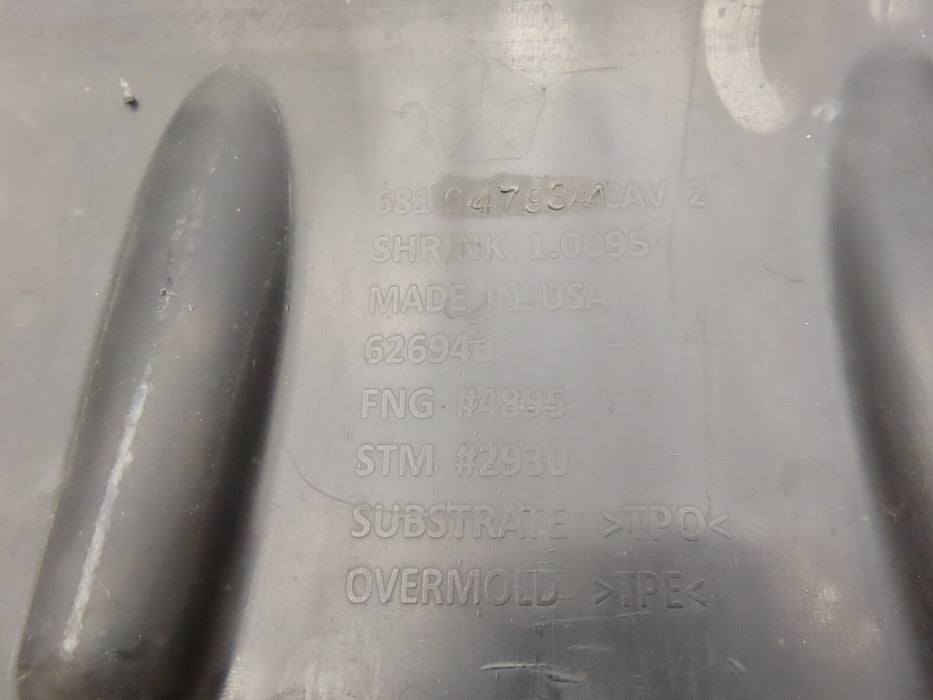 68164793AA CAV 2
SHRINK 1.0095
MADE IN USA
62694B
FNG #4895
STM #2930
SUBSTRATE >TPO<
OVERMOLD >TPE<